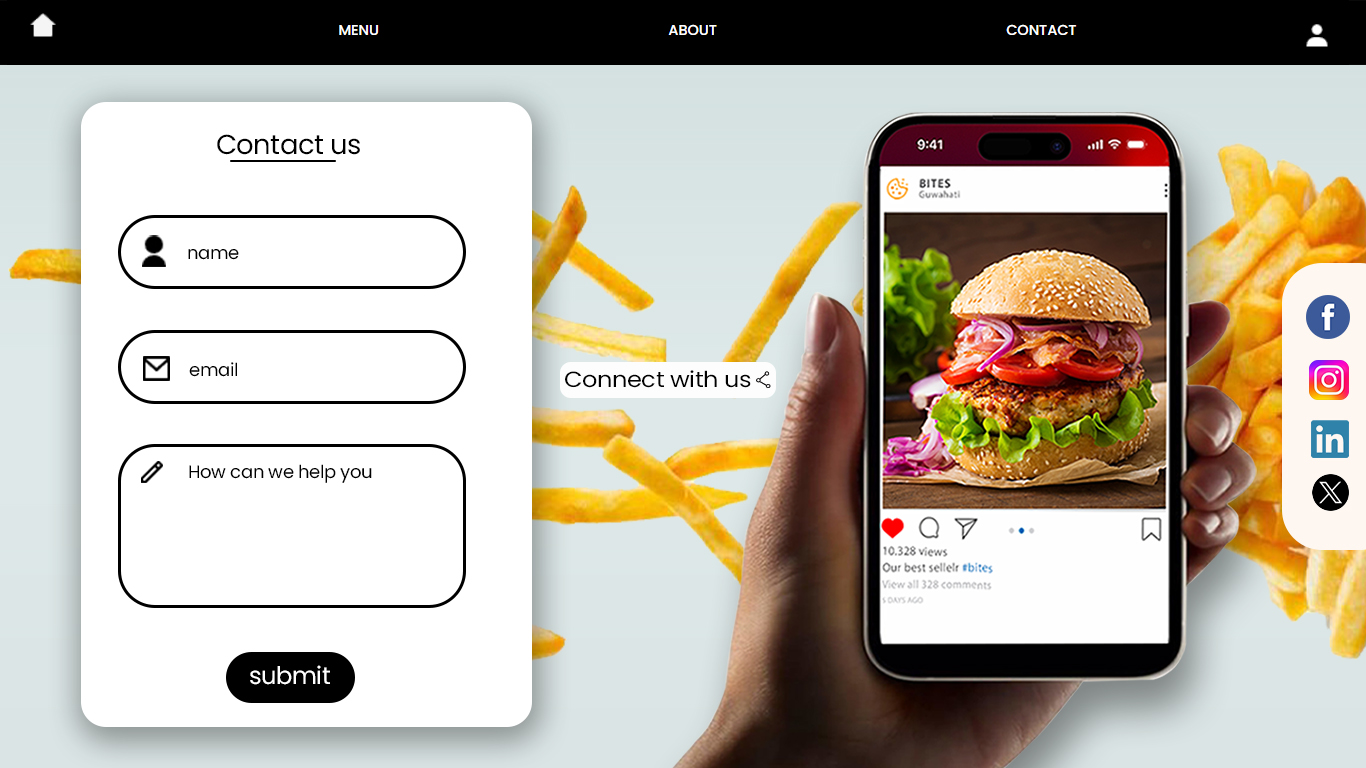 MENU ABOUT CONTACT
Contact us
name
email
How can we help you
submit
Connect with us
9:41
BITES
Guwahati
10,328 views
Our best sellelr #bites
View all 328 comments
5 DAYS AGO